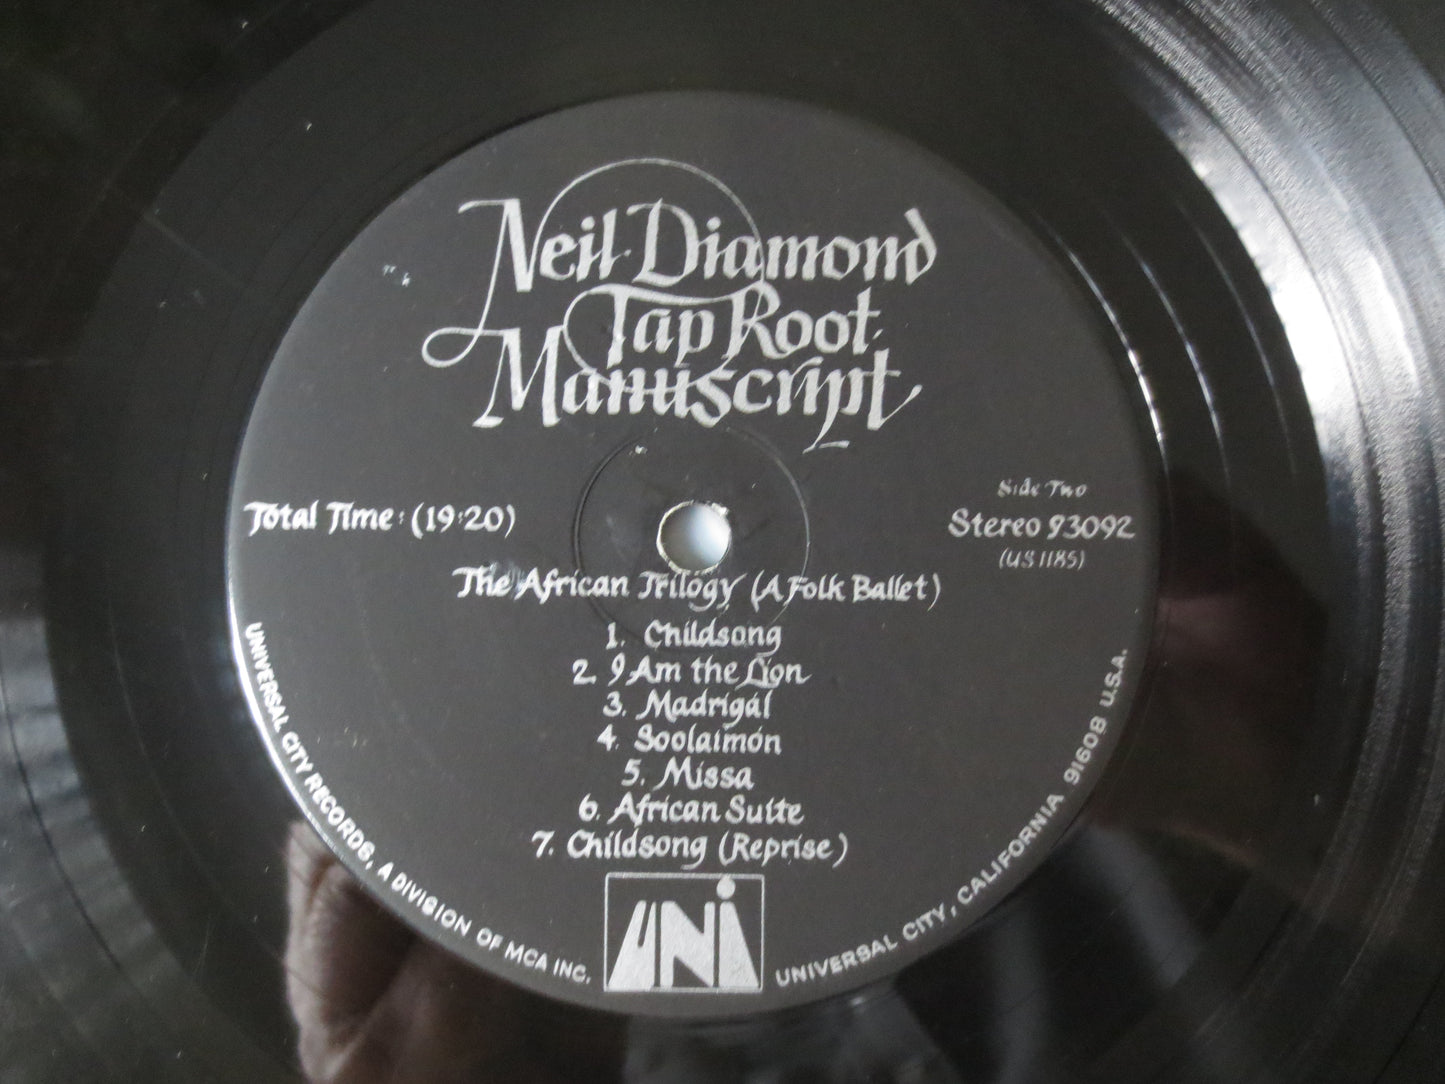 Neil Diamond
Tap Root
Manuscript
Total Time: (19:20)
Side Two
Stereo 93092
(US 1185)
The African Trilogy (A Folk Ballet)
1. Childsong
2. I Am the Lion
3. Madrigal
4. Soolaimon
5. Missa
6. African Suite
7. Childsong (Reprise)
UNI
UNIVERSAL CITY RECORDS, A DIVISION OF MCA INC.
UNIVERSAL CITY, CALIFORNIA 91608 U.S.A.